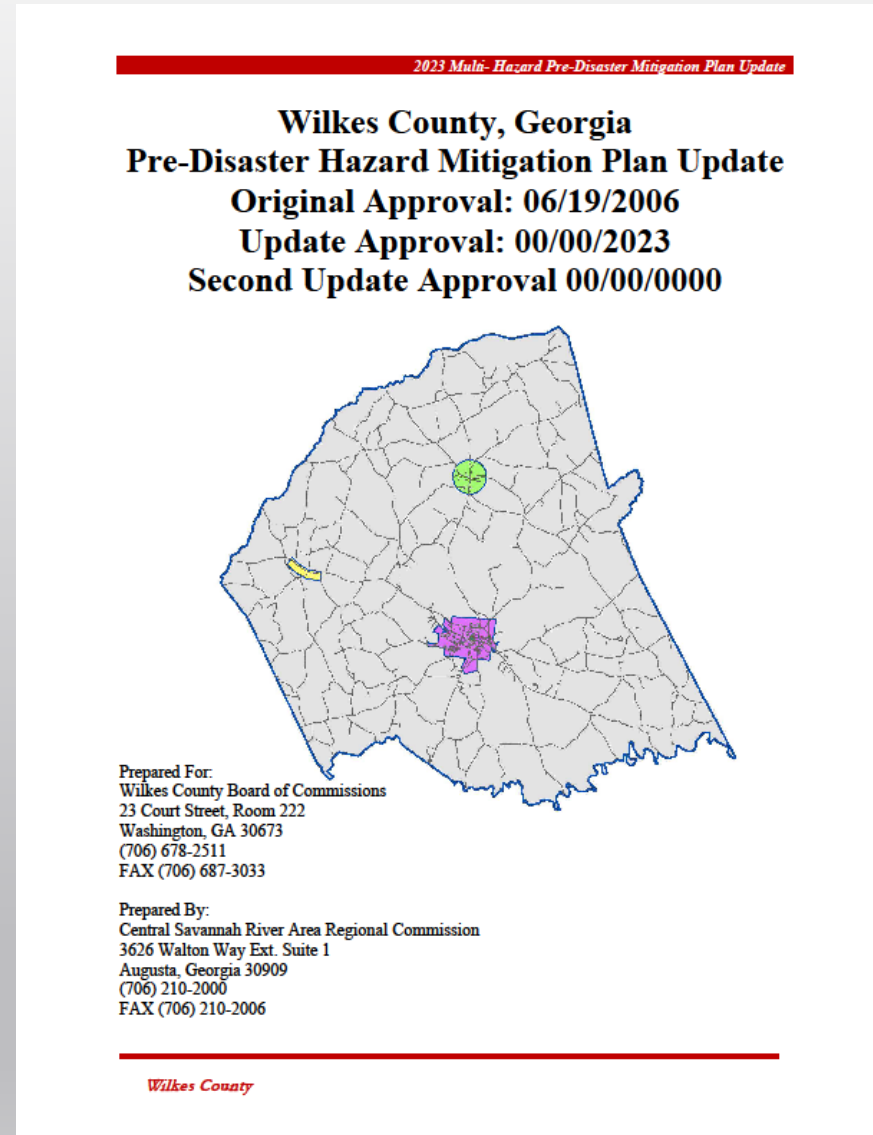 2023 Multi- Hazard Pre-Disaster Mitigation Plan Update
Wilkes County, Georgia
Pre-Disaster Hazard Mitigation Plan Update
Original Approval: 06/19/2006
Update Approval: 00/00/2023
Second Update Approval 00/00/0000
Prepared For:
Wilkes County Board of Commissions
23 Court Street, Room 222
Washington, GA 30673
(706) 678-2511
FAX (706) 687-3033
Prepared By:
Central Savannah River Area Regional Commission
3626 Walton Way Ext. Suite 1
Augusta, Georgia 30909
(706) 210-2000
FAX (706) 210-2006
Wilkes County